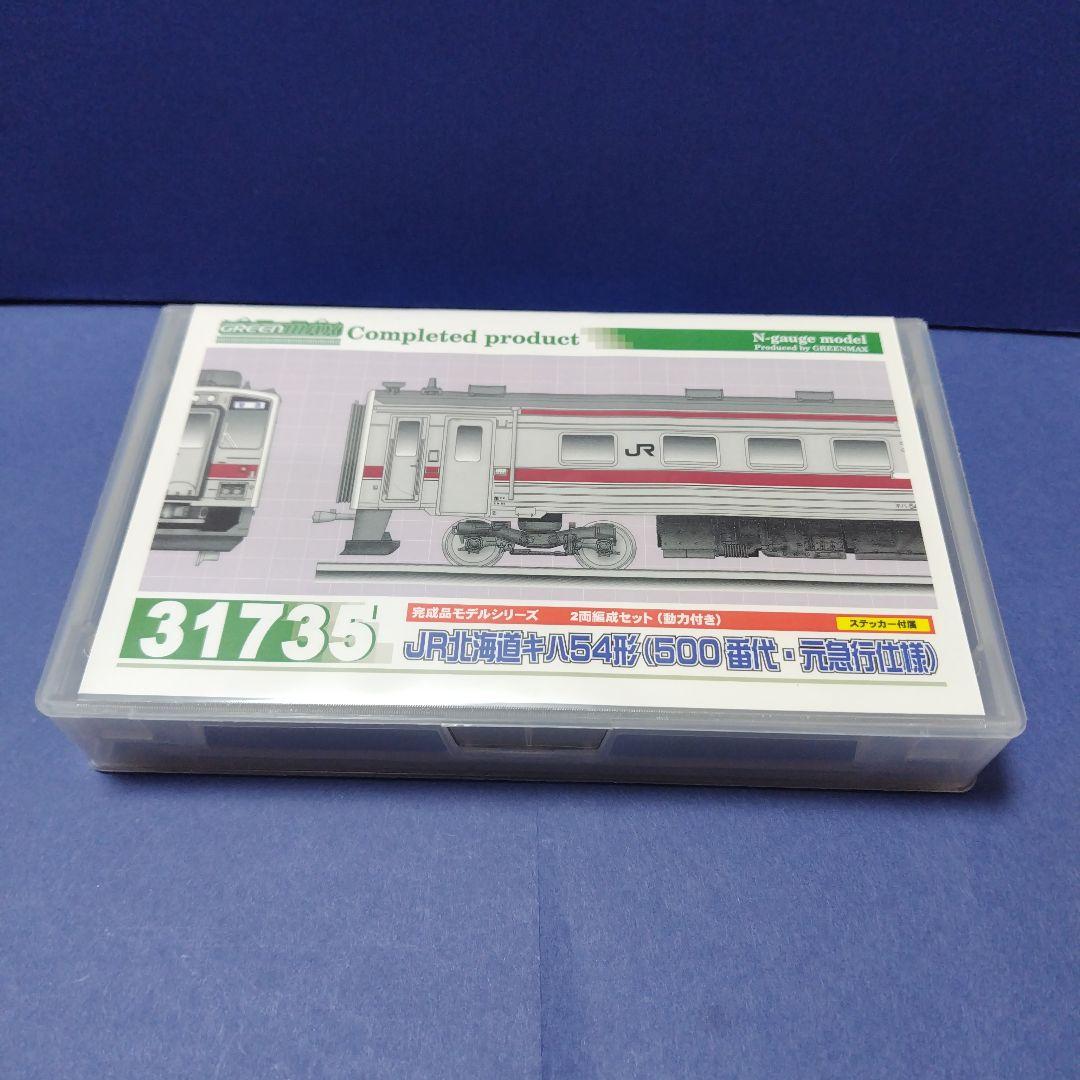 GREENMAX Completed product
N-gauge model
Produced by GREENMAX
JR
31735
完成品モデルシリーズ 2両編成セット(動力付き)
ステッカー付属
JR北海道キハ54形(500番代・元急行仕様)